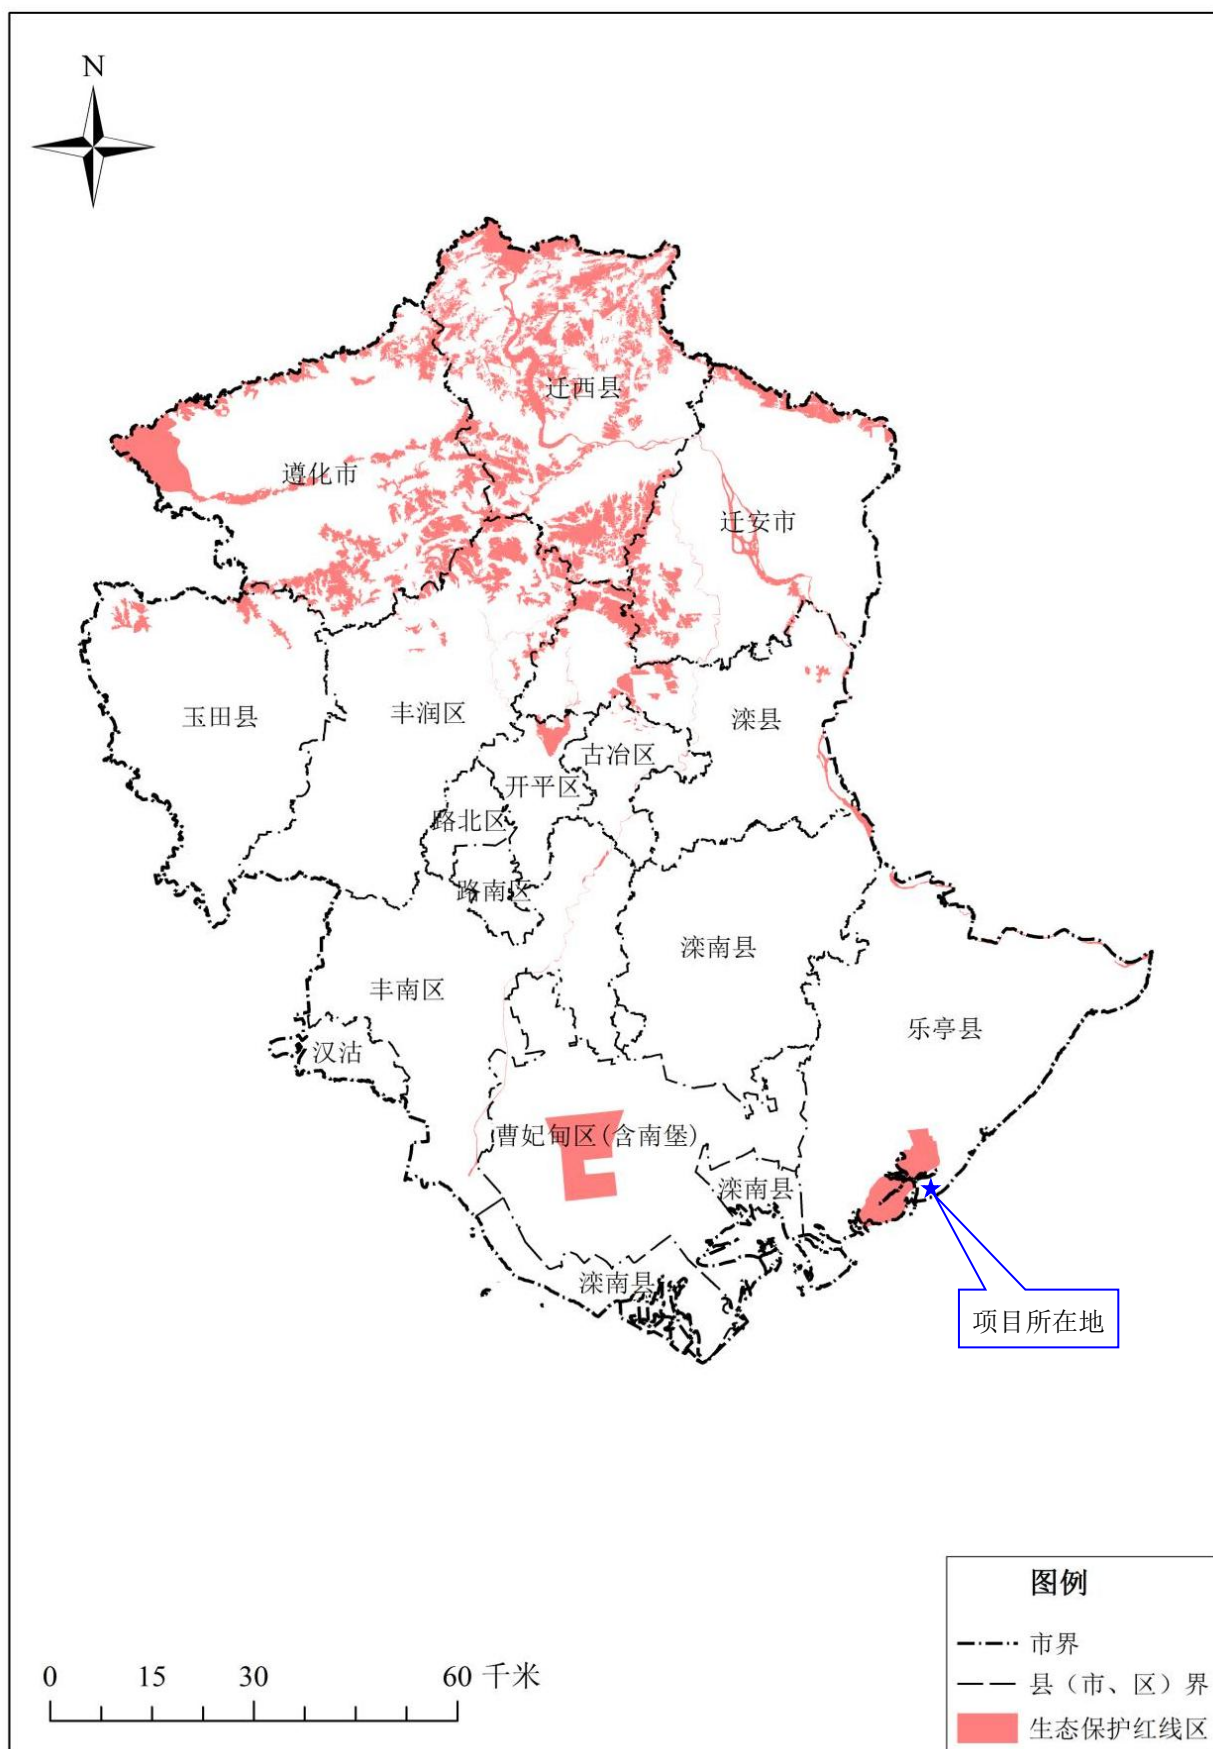 N
迁西县
遵化市
迁安市
玉田县
丰润区
滦县
古冶区
开平区
路北区
路南区
滦南县
丰南区
乐亭县
汉沽
曹妃甸区(含南堡)
滦南县
滦南县
项目所在地
图例
市界
县（市、区）界
生态保护红线区
0 15 30 60 千米